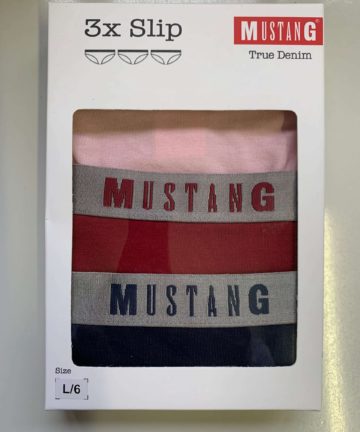 3x Slip
MUSTANG
True Denim
MUSTANG
MUSTANG
Size
L/6